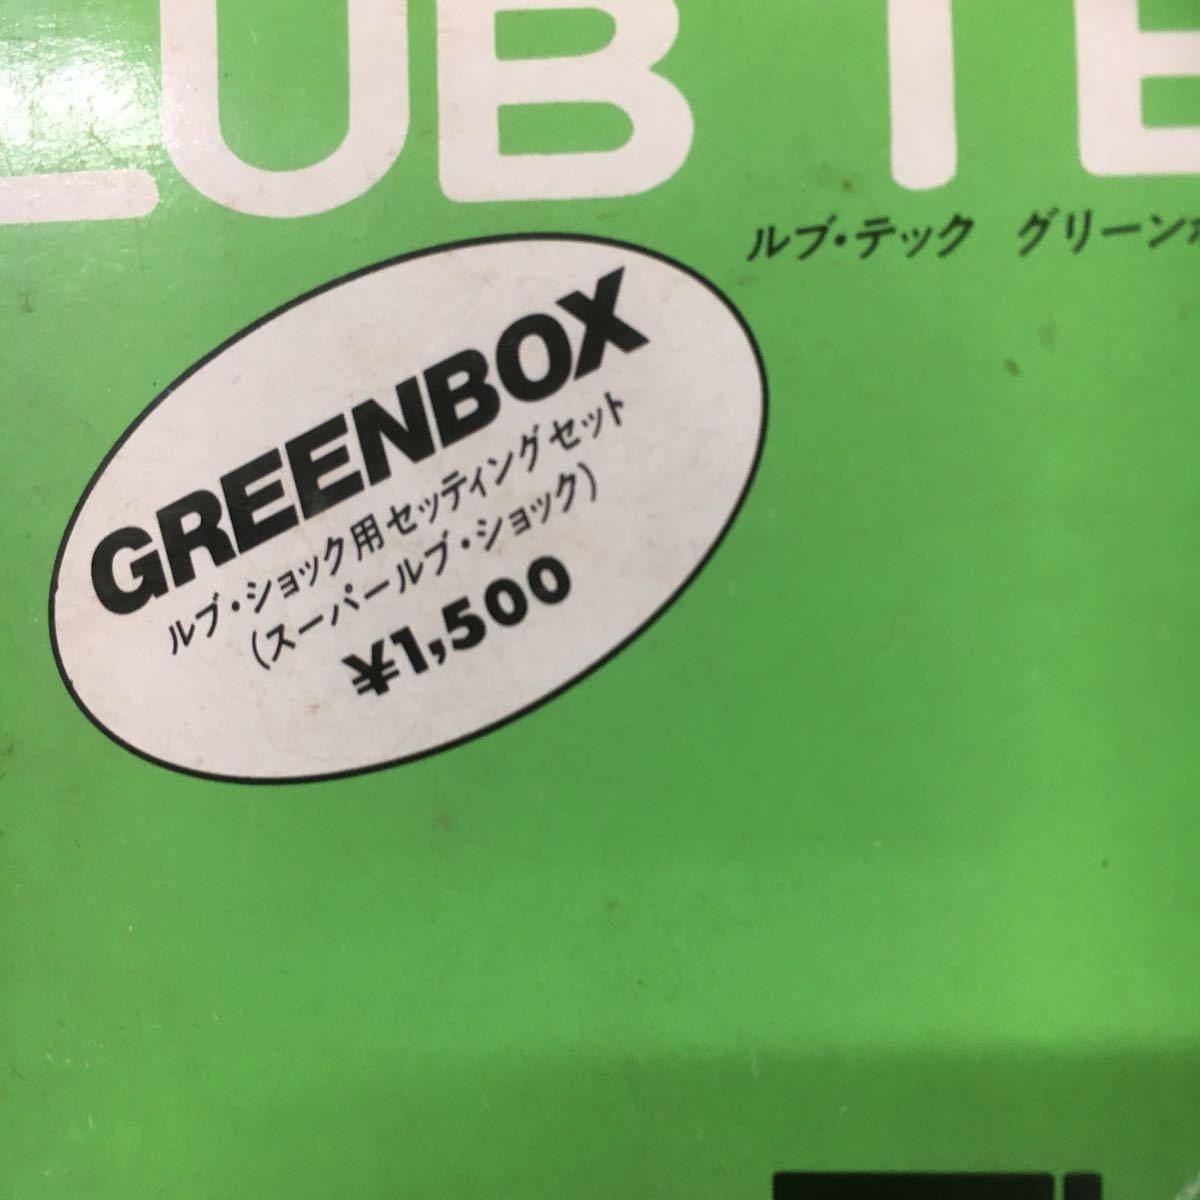 LUB TE
ルブ・テック グリーン
GREENBOX
ルブ・ショック用セッティングセット
(スーパールブ・ショック)
¥1,500